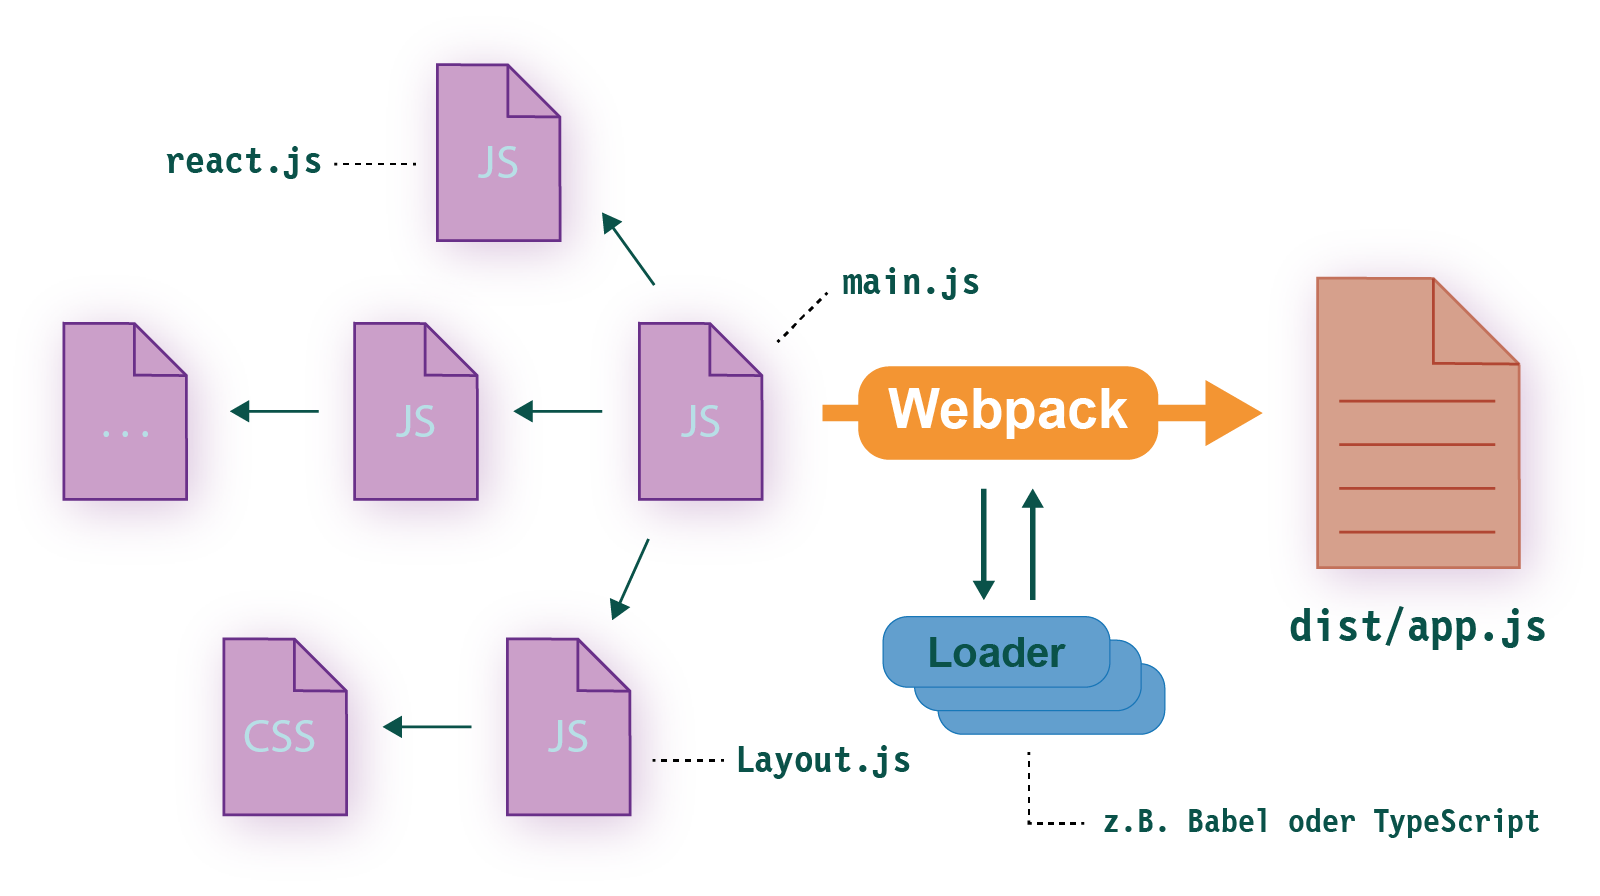 JS
react.js
main.js
...
JS
JS
Webpack
dist/app.js
Loader
CSS
JS
Layout.js
z.B. Babel oder TypeScript